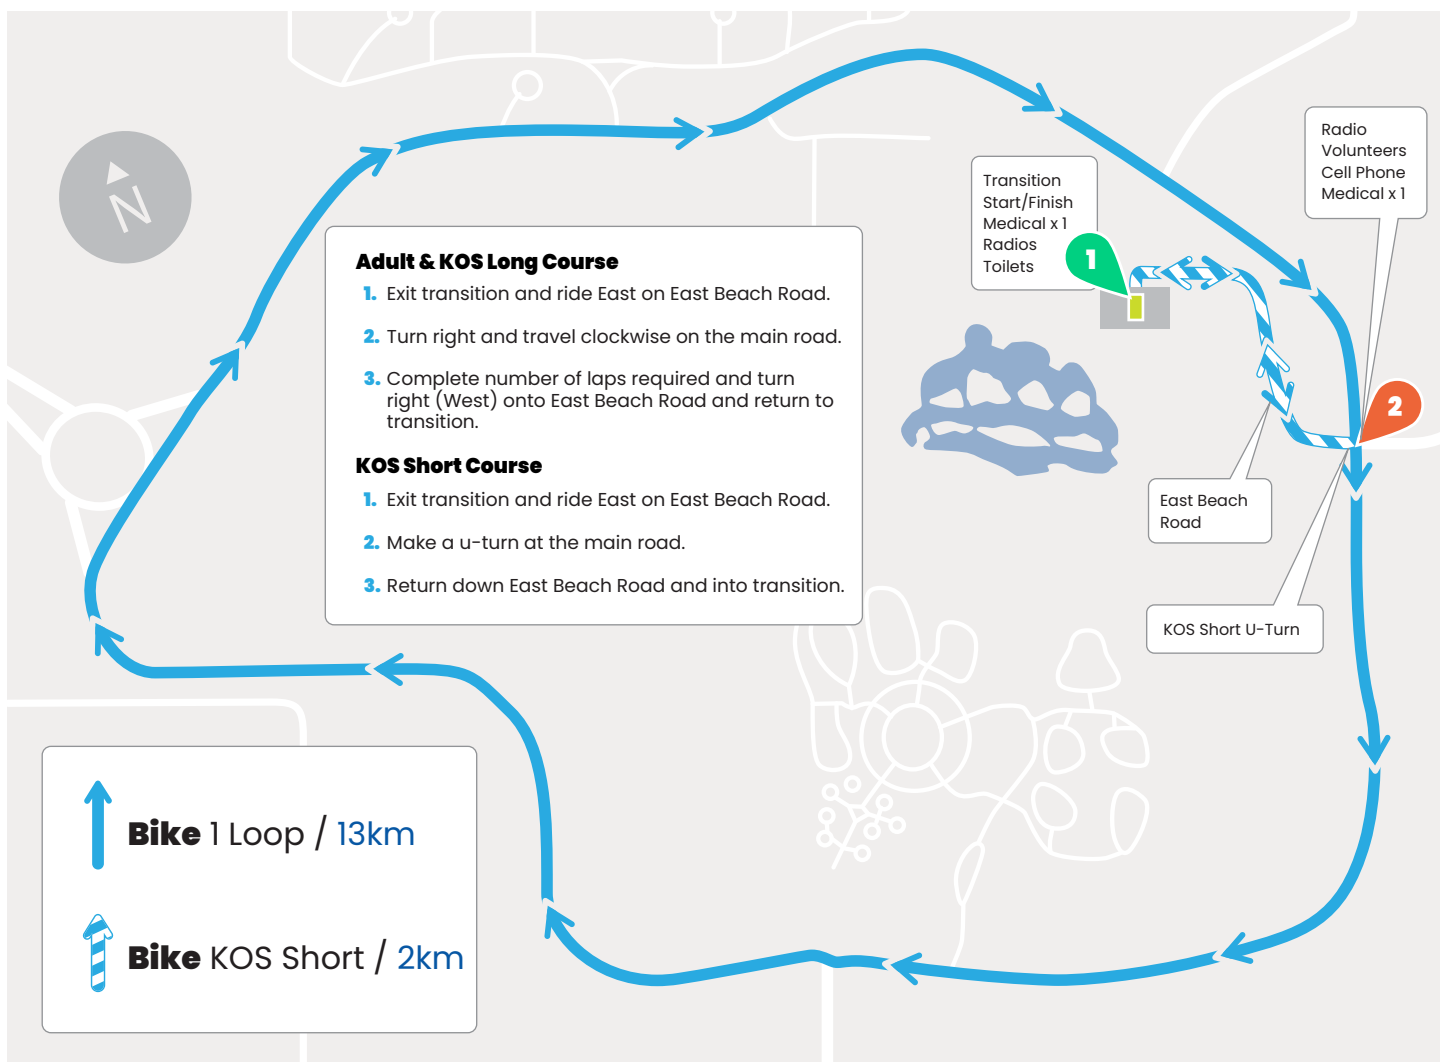 N
Radio
Volunteers
Cell Phone
Medical x 1
Transition
Start/Finish
Medical x 1
Radios
Toilets
1
2
Adult & KOS Long Course
1. Exit transition and ride East on East Beach Road.
2. Turn right and travel clockwise on the main road.
3. Complete number of laps required and turn
right (West) onto East Beach Road and return to
transition.
KOS Short Course
1. Exit transition and ride East on East Beach Road.
2. Make a u-turn at the main road.
3. Return down East Beach Road and into transition.
East Beach
Road
KOS Short U-Turn
Bike 1 Loop / 13km
Bike KOS Short / 2km